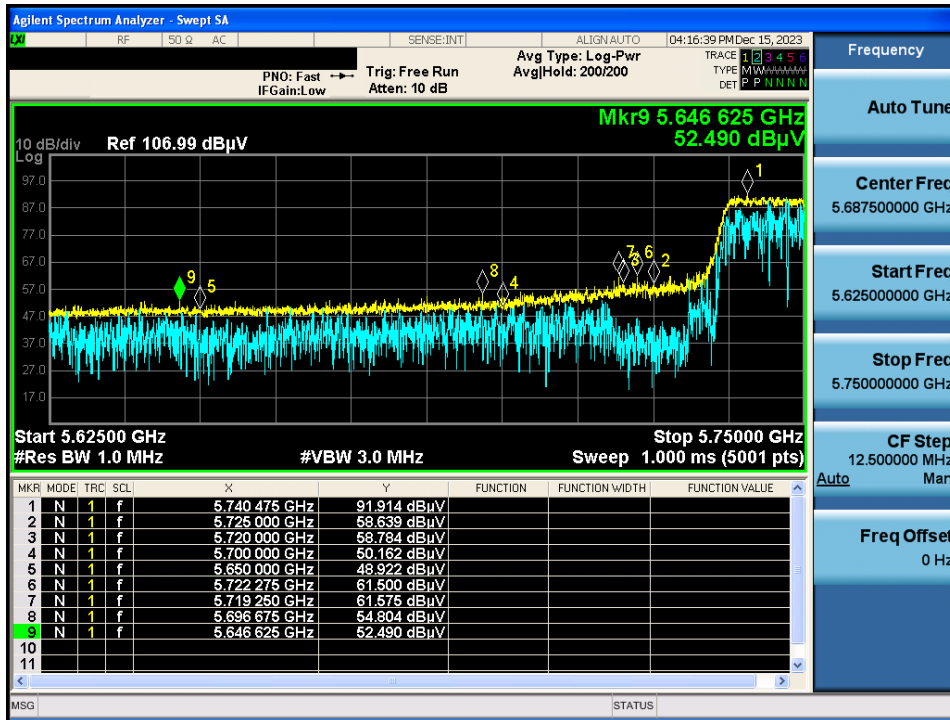 Agilent Spectrum Analyzer - Swept SA
LXI RF 50 Ω AC SENSE:INT ALIGN AUTO 04:16:39 PM Dec 15, 2023
PNO: Fast Trig: Free Run Avg Type: Log-Pwr TRACE 1 2 3 4 5 6
IFGain:Low Atten: 10 dB Avg|Hold: 200/200 TYPE M W
DET P P N N N N
Mkr9 5.646 625 GHz
52.490 dBµV
10 dB/div Ref 106.99 dBµV
Log
97.0
87.0
77.0
67.0
57.0
47.0
37.0
27.0
17.0
1
9 5 8 4 7 3 6 2
Start 5.62500 GHz Stop 5.75000 GHz
#Res BW 1.0 MHz #VBW 3.0 MHz Sweep 1.000 ms (5001 pts)
MKR MODE TRC SCL X Y FUNCTION FUNCTION WIDTH FUNCTION VALUE
1 N 1 f 5.740 475 GHz 91.914 dBµV
2 N 1 f 5.725 000 GHz 58.639 dBµV
3 N 1 f 5.720 000 GHz 58.784 dBµV
4 N 1 f 5.700 000 GHz 50.162 dBµV
5 N 1 f 5.650 000 GHz 48.922 dBµV
6 N 1 f 5.722 275 GHz 61.500 dBµV
7 N 1 f 5.719 250 GHz 61.575 dBµV
8 N 1 f 5.696 675 GHz 54.804 dBµV
9 N 1 f 5.646 625 GHz 52.490 dBµV
10
11
MSG STATUS
Frequency
Auto Tune
Center Freq
5.687500000 GHz
Start Freq
5.625000000 GHz
Stop Freq
5.750000000 GHz
CF Step
12.500000 MHz
Auto Man
Freq Offset
0 Hz